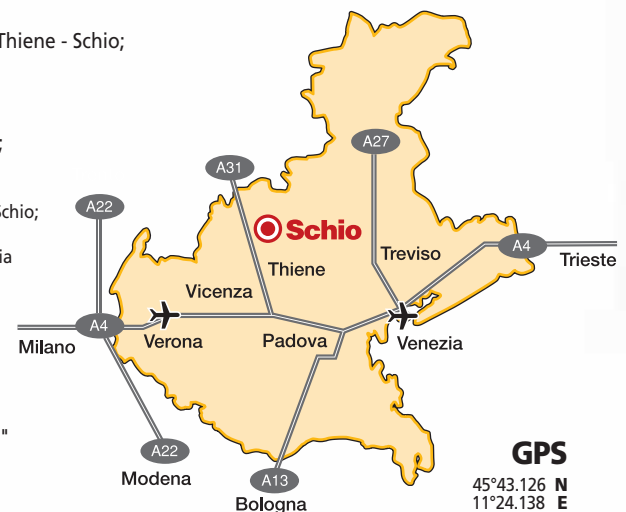 Thiene - Schio;
;
Schio;
ia
"
A27
A31
A22
Schio
A4
Trieste
Treviso
Thiene
Vicenza
A4
Milano
Verona
Padova
Venezia
A22
Modena
A13
Bologna
GPS
45°43.126 N
11°24.138 E